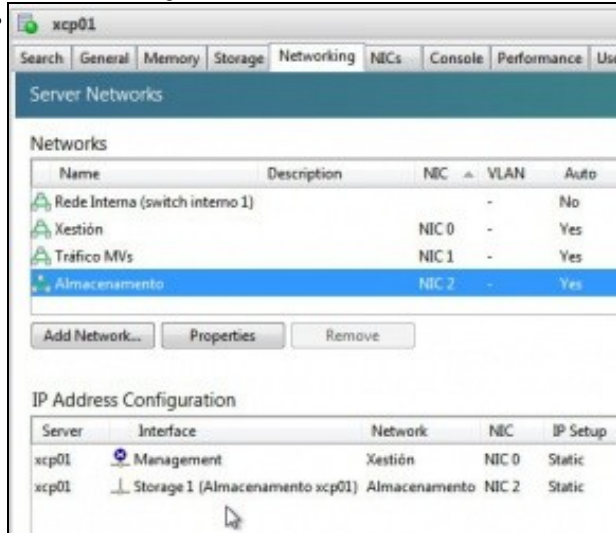 xcp01
Search General Memory Storage Networking NICs Console Performance
Server Networks
Networks
Name Description NIC VLAN Auto
Rede Interna (switch interno 1) - No
Xestión NIC 0 - Yes
Tráfico MVs NIC 1 - Yes
Almacenamento NIC 2 - Yes
Add Network... Properties Remove
IP Address Configuration
Server Interface Network NIC IP Setup
xcp01 Management Xestión NIC 0 Static
xcp01 Storage 1 (Almacenamento xcp01) Almacenamento NIC 2 Static